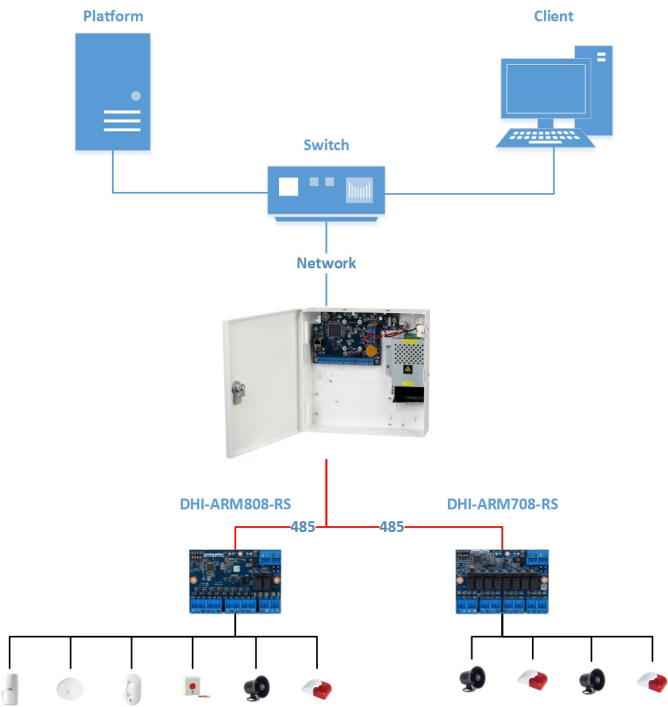 Platform
Client
Switch
Network
DHI-ARM808-RS
DHI-ARM708-RS
485
485